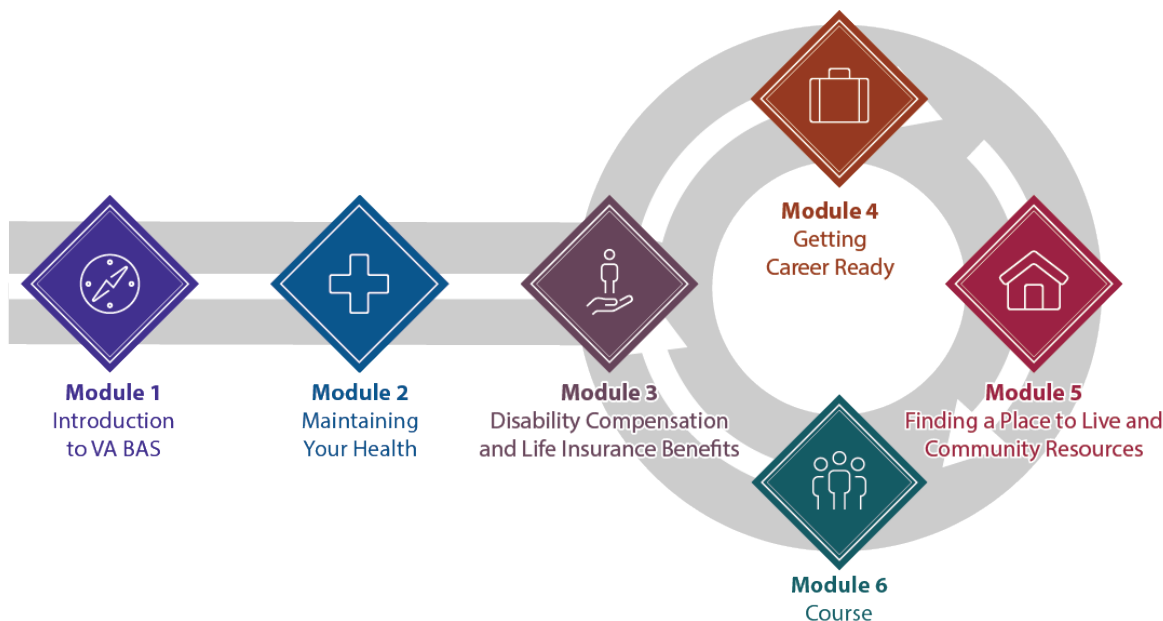 Module 1
Introduction
to VA BAS
Module 2
Maintaining
Your Health
Module 3
Disability Compensation
and Life Insurance Benefits
Module 4
Getting
Career Ready
Module 5
Finding a Place to Live and
Community Resources
Module 6
Course